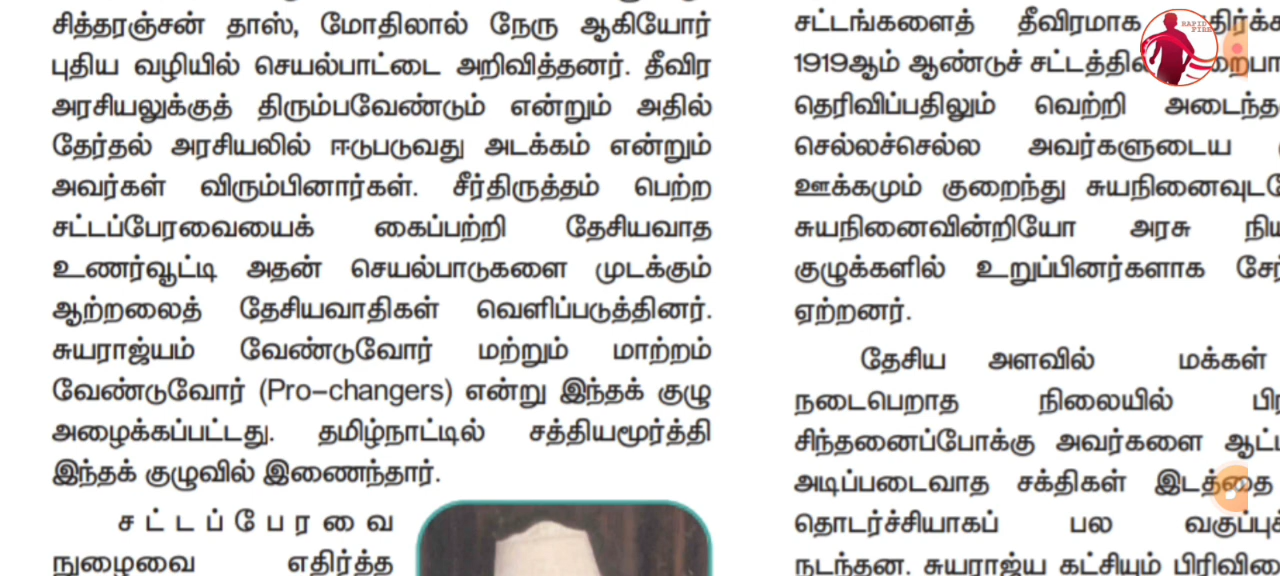 சித்தரஞ்சன் தாஸ், மோதிலால் நேரு ஆகியோர்
புதிய வழியில் செயல்பாட்டை அறிவித்தனர். தீவிர
அரசியலுக்குத் திரும்பவேண்டும் என்றும் அதில்
தேர்தல் அரசியலில் ஈடுபடுவது அடக்கம் என்றும்
அவர்கள் விரும்பினார்கள். சீர்திருத்தம் பெற்ற
சட்டப்பேரவையைக் கைப்பற்றி தேசியவாத
உணர்வூட்டி அதன் செயல்பாடுகளை முடக்கும்
ஆற்றலைத் தேசியவாதிகள் வெளிப்படுத்தினர்.
சுயராஜ்யம் வேண்டுவோர் மற்றும் மாற்றம்
வேண்டுவோர் (Pro-changers) என்று இந்தக் குழு
அழைக்கப்பட்டது. தமிழ்நாட்டில் சத்தியமூர்த்தி
இந்தக் குழுவில் இணைந்தார்.
சட்டப்பேரவை
நுழைவை எதிர்த்த
சட்டங்களைத் தீவிரமாக
1919ஆம் ஆண்டுச்
தெரிவிப்பதிலும் வெற்றி
செல்லச்செல்ல அவர்களுடைய
ஊக்கமும் குறைந்து
சுயநினைவின்றியோ அரசு
குழுக்களில் உறுப்பினர்களாக
ஏற்றனர்.
தேசிய அளவில் மக்கள்
நடைபெறாத நிலையில்
சிந்தனைப்போக்கு அவர்களை
அடிப்படைவாத சக்திகள் இடத்தை
தொடர்ச்சியாகப் பல
நடந்தன. சுயராஜ்ய கட்சியும்
RAPID
FIRE